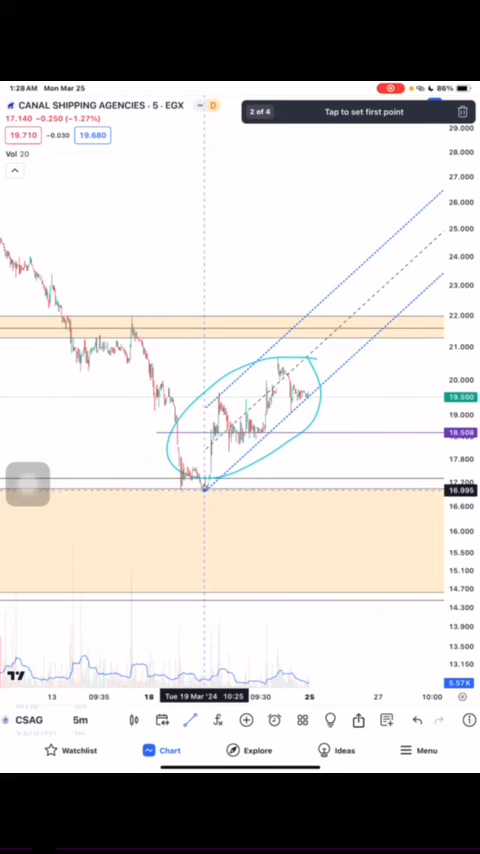 1:28 AM Mon Mar 25
86%
CANAL SHIPPING AGENCIES · 5 · EGX
D
17.140 −0.250 (−1.27%)
19.710
−0.030
19.680
2 of 4
Tap to set first point
Vol 20
29.000
28.000
27.000
26.000
25.000
24.000
23.000
22.000
21.000
20.000
19.500
19.000
18.508
17.800
17.200
16.995
16.600
16.000
15.500
15.100
14.700
14.300
13.900
13.500
13.150
5.57K
13
09:35
18
Tue 19 Mar '24 10:25
09:30
25
27
10:00
CSAG
5m
Watchlist
Chart
Explore
Ideas
Menu